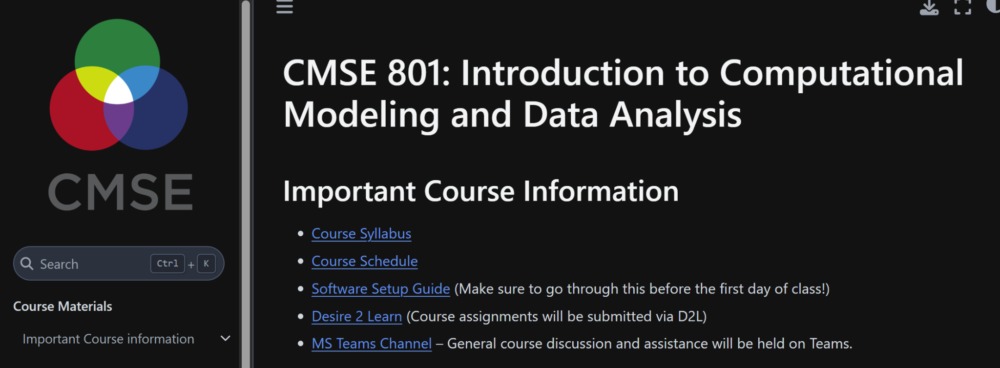 CMSE
Search Ctrl + K
Course Materials
Important Course information
CMSE 801: Introduction to Computational
Modeling and Data Analysis
Important Course Information
• Course Syllabus
• Course Schedule
• Software Setup Guide (Make sure to go through this before the first day of class!)
• Desire 2 Learn (Course assignments will be submitted via D2L)
• MS Teams Channel – General course discussion and assistance will be held on Teams.